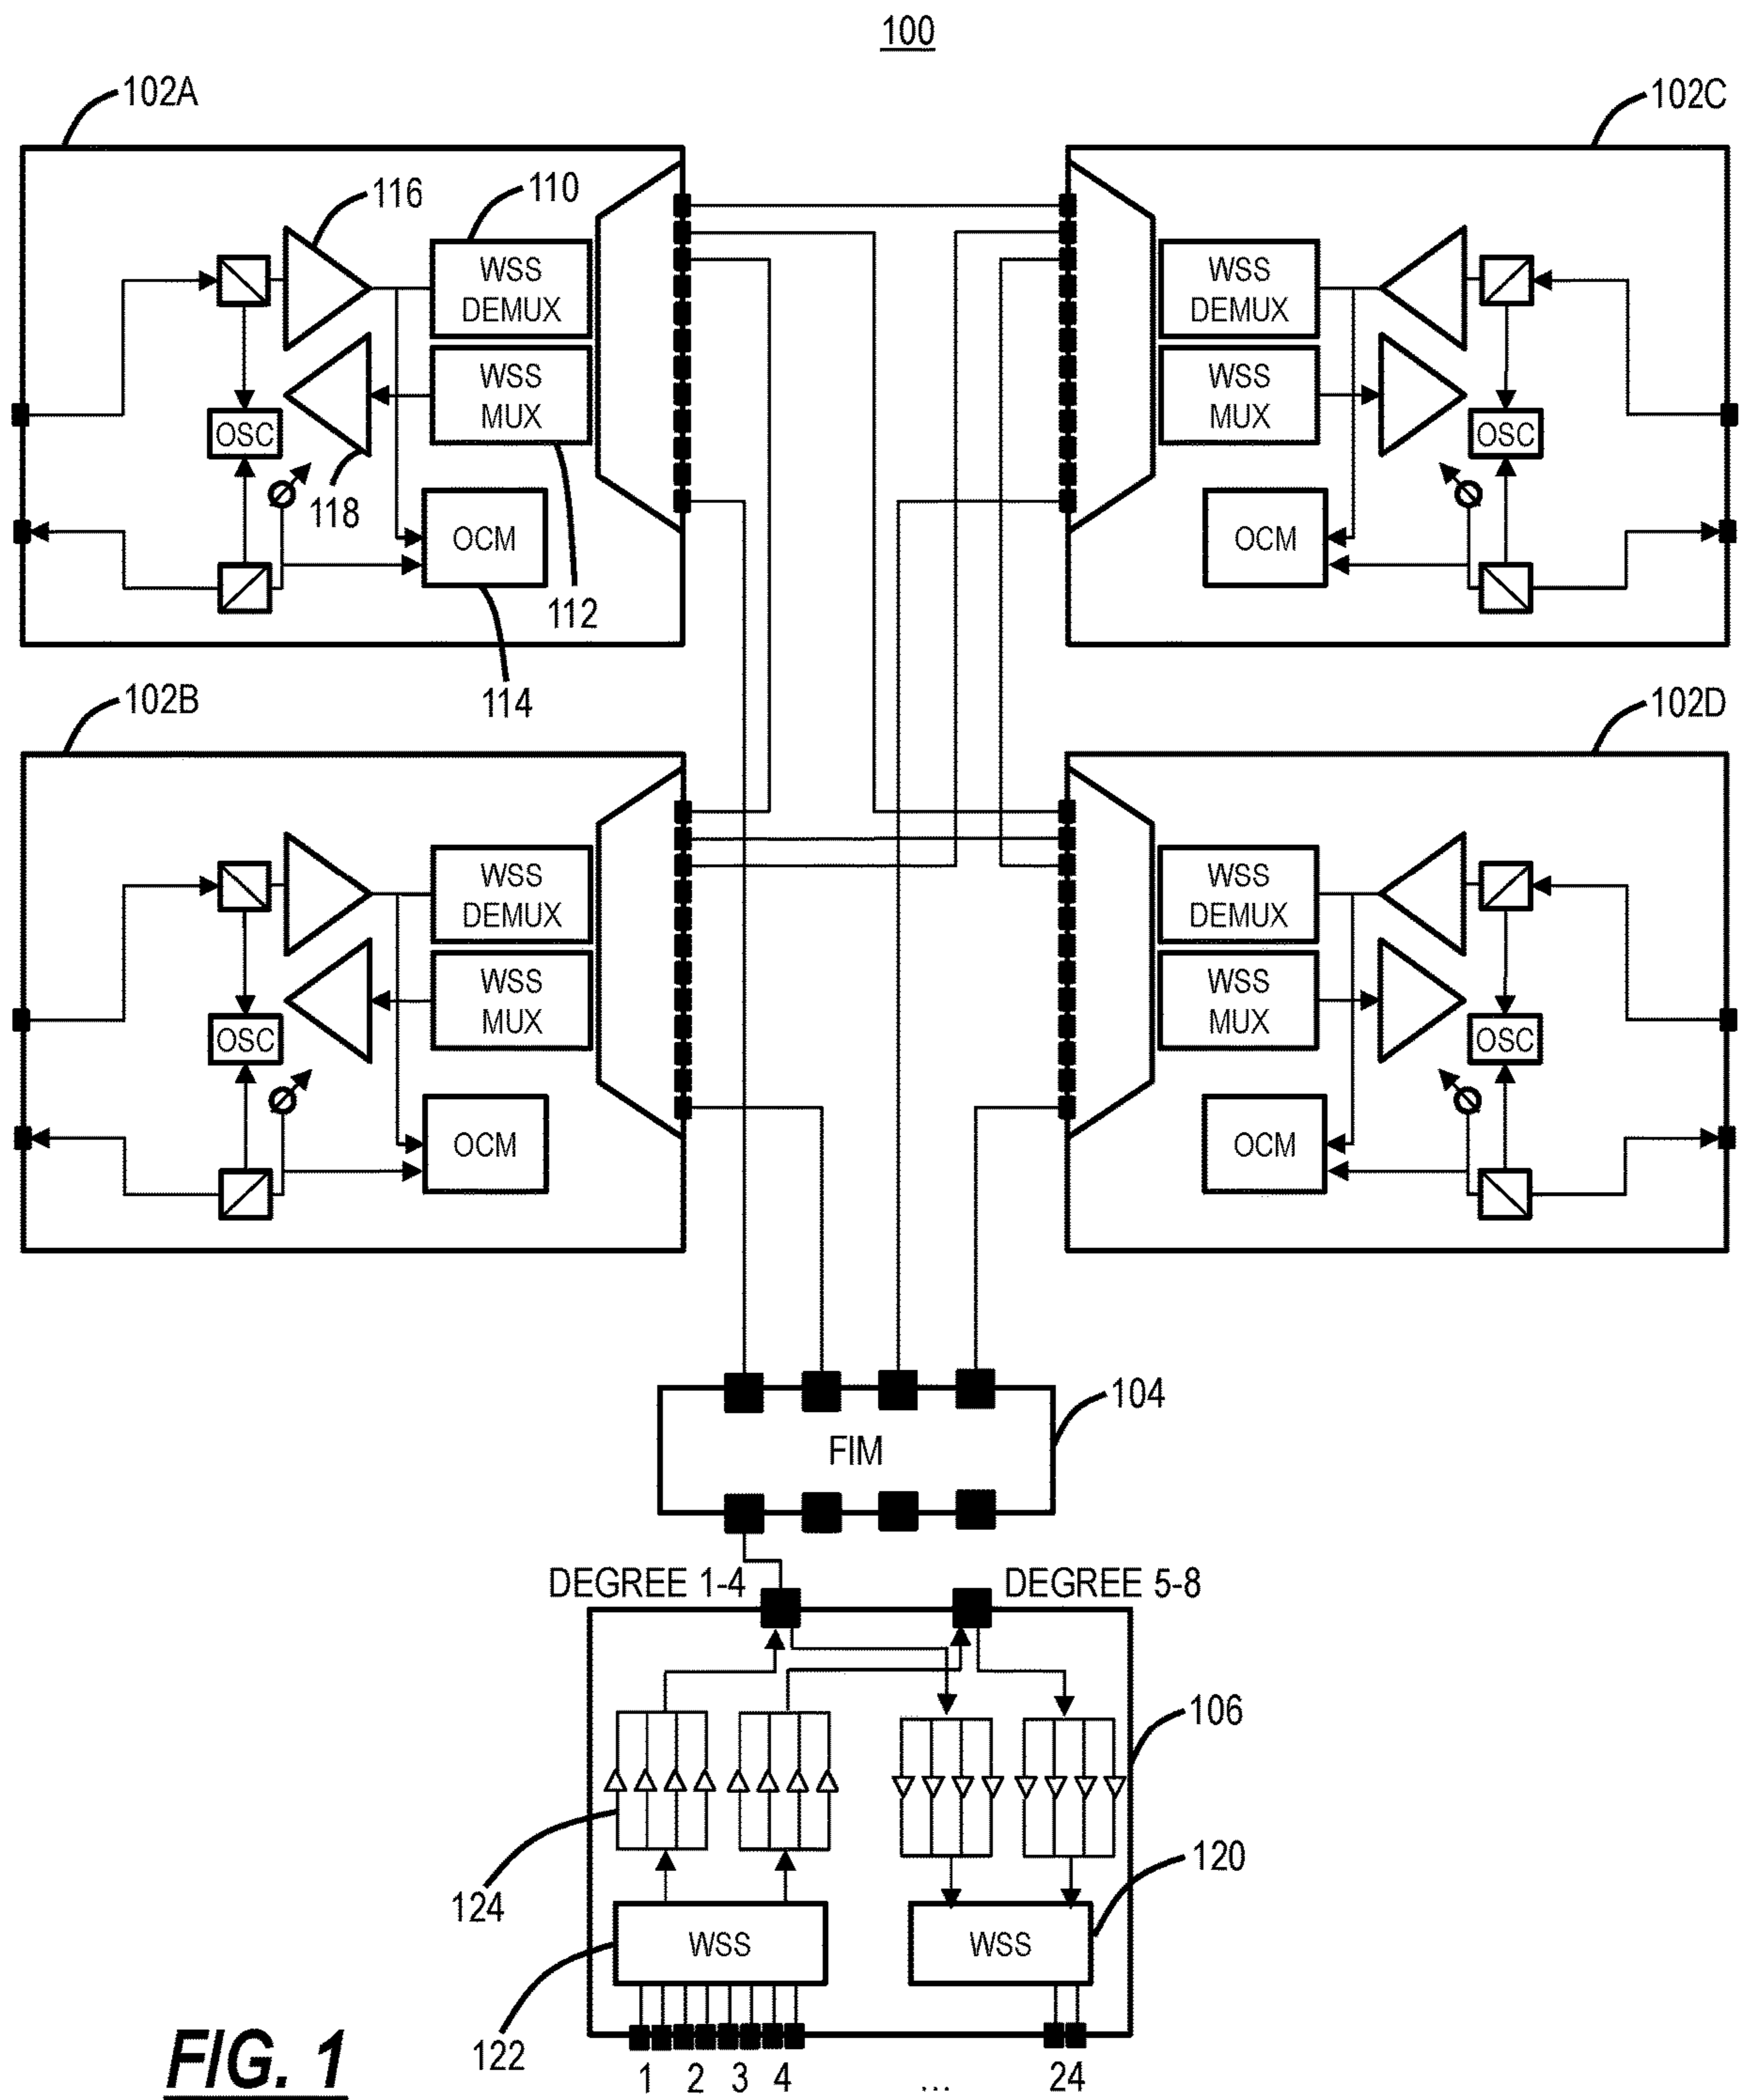 100
102A
102C
116
110
WSS
DEMUX
WSS
DEMUX
WSS
MUX
WSS
MUX
OSC
OSC
118
OCM
OCM
112
114
102B
102D
WSS
DEMUX
WSS
DEMUX
WSS
MUX
WSS
MUX
OSC
OSC
OCM
OCM
104
FIM
DEGREE 1-4
DEGREE 5-8
106
120
124
WSS
WSS
122
1 2 3 4 ... 24
FIG. 1